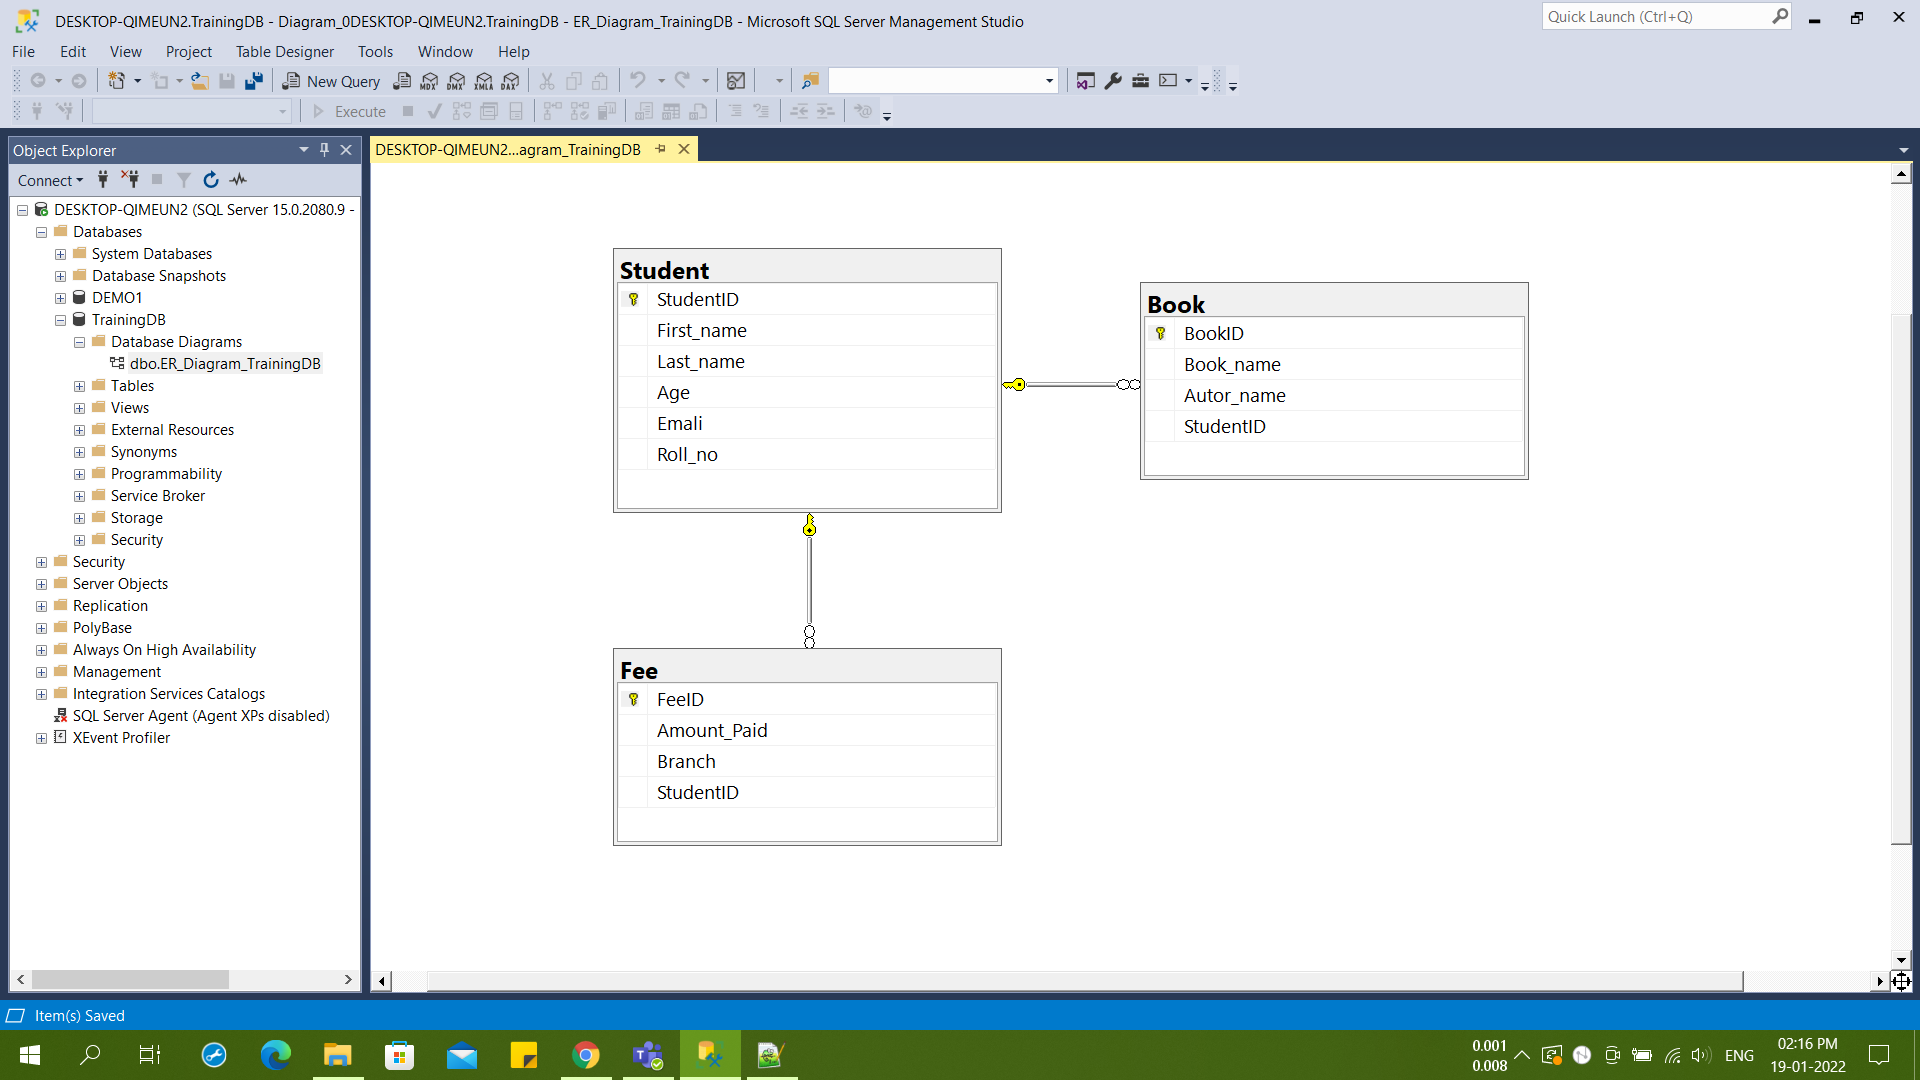 DESKTOP-QIMEUN2.TrainingDB - Diagram_0DESKTOP-QIMEUN2.TrainingDB - ER_Diagram_TrainingDB - Microsoft SQL Server Management Studio
Quick Launch (Ctrl+Q)
File Edit View Project Table Designer Tools Window Help
New Query MDX DMX XMLA DAX
Execute
Object Explorer
DESKTOP-QIMEUN2...agram_TrainingDB
Connect
DESKTOP-QIMEUN2 (SQL Server 15.0.2080.9 -
Databases
System Databases
Database Snapshots
DEMO1
TrainingDB
Database Diagrams
dbo.ER_Diagram_TrainingDB
Tables
Views
External Resources
Synonyms
Programmability
Service Broker
Storage
Security
Security
Server Objects
Replication
PolyBase
Always On High Availability
Management
Integration Services Catalogs
SQL Server Agent (Agent XPs disabled)
XEvent Profiler
Student
StudentID
First_name
Last_name
Age
Emali
Roll_no
Book
BookID
Book_name
Autor_name
StudentID
Fee
FeeID
Amount_Paid
Branch
StudentID
Item(s) Saved
0.001
0.008
ENG
02:16 PM
19-01-2022